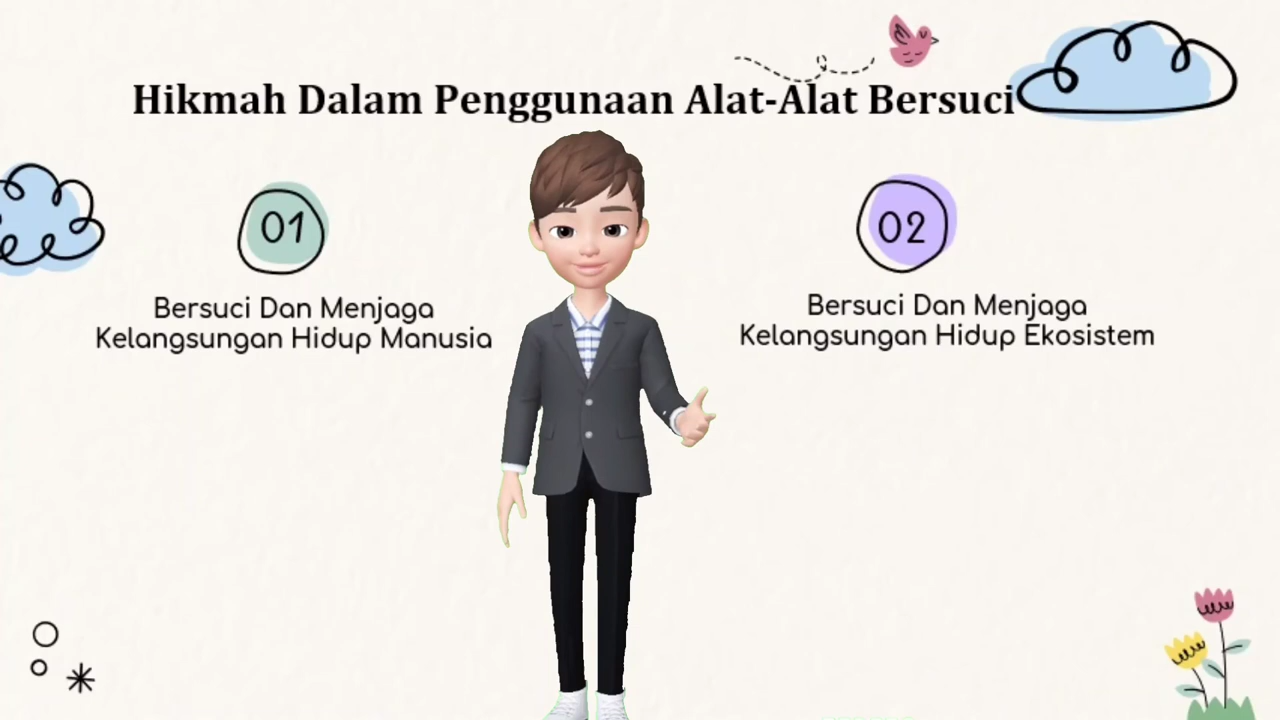 Hikmah Dalam Penggunaan Alat-Alat Bersuci
01
Bersuci Dan Menjaga
Kelangsungan Hidup Manusia
02
Bersuci Dan Menjaga
Kelangsungan Hidup Ekosistem